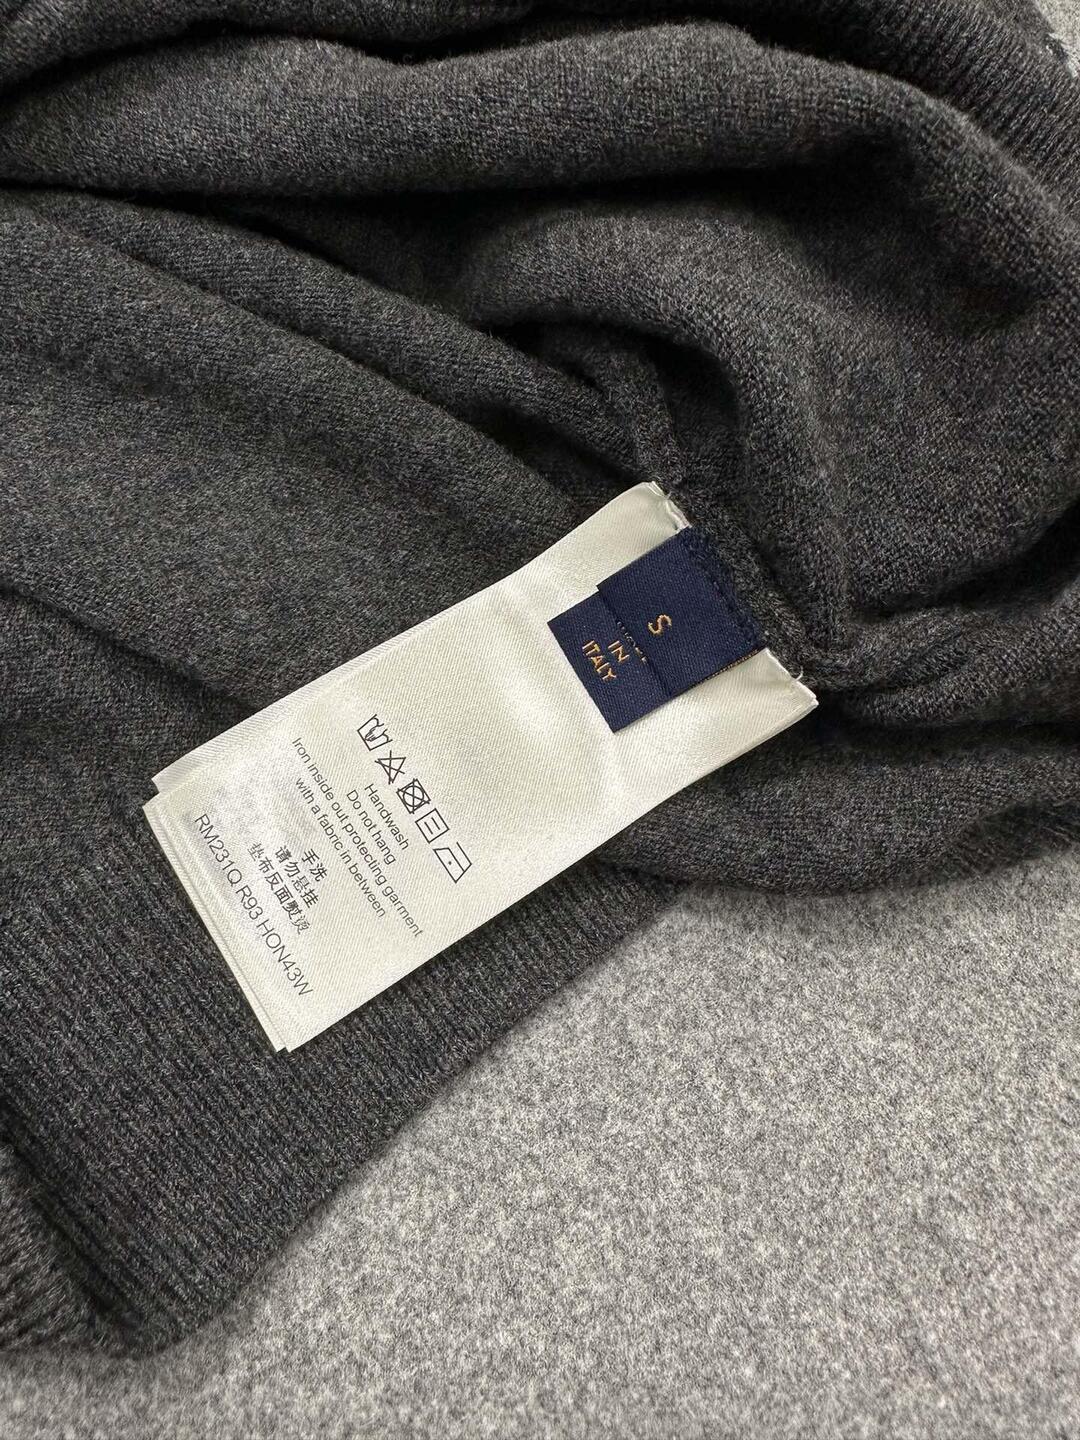 S
IN
ITALY
Handwash
Do not hang
Iron inside out protecting garment
with a fabric in between
手洗
请勿悬挂
垫布反面熨烫
RM231Q R93 HON43W